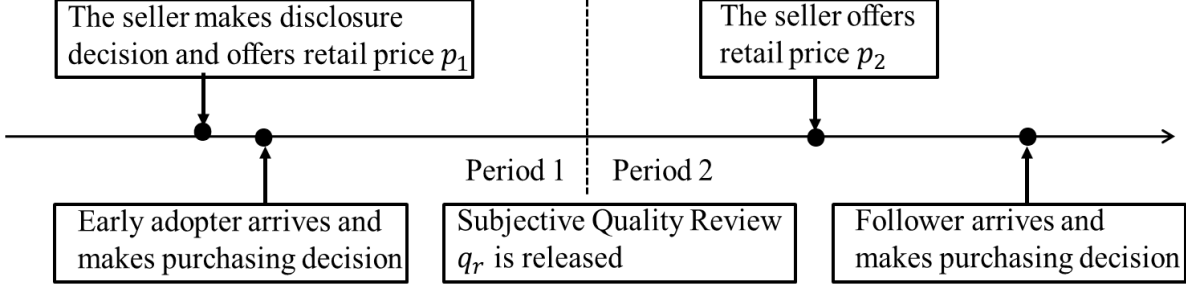 The seller makes disclosure
decision and offers retail price p₁
The seller offers
retail price p₂
Period 1
Period 2
Early adopter arrives and
makes purchasing decision
Subjective Quality Review
qᵣ is released
Follower arrives and
makes purchasing decision